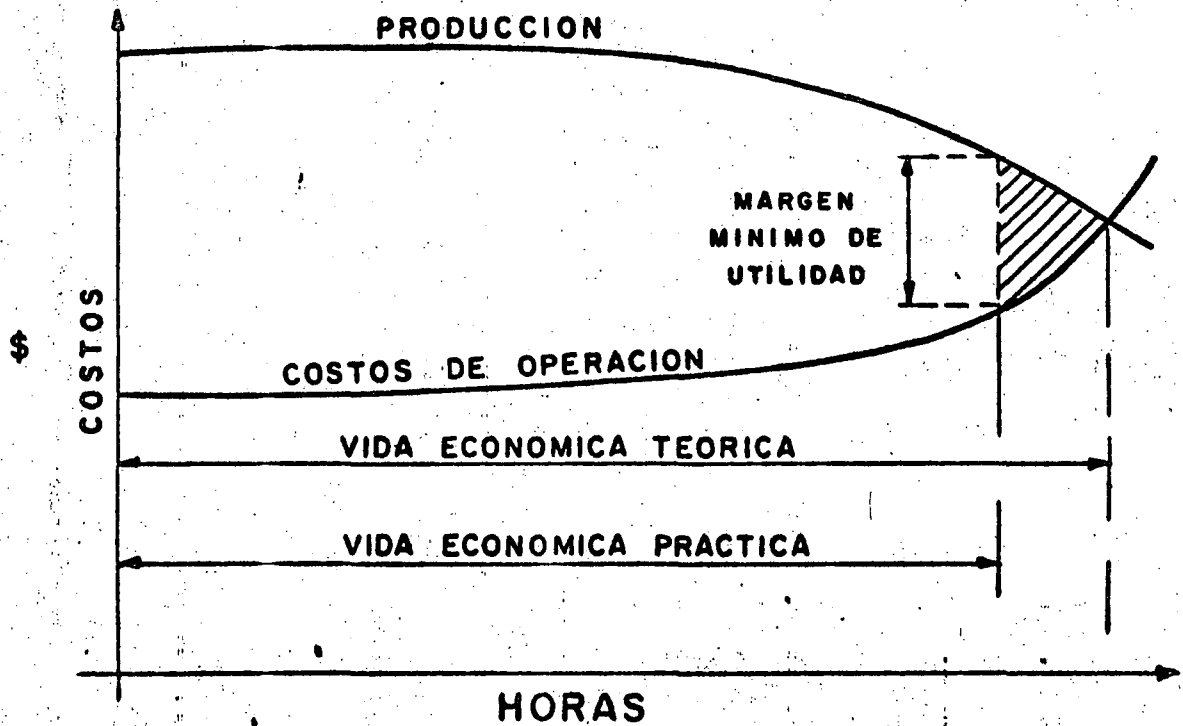 PRODUCCION
MARGEN
MINIMO DE
UTILIDAD
$
COSTOS
COSTOS DE OPERACION
VIDA ECONOMICA TEORICA
VIDA ECONOMICA PRACTICA
HORAS